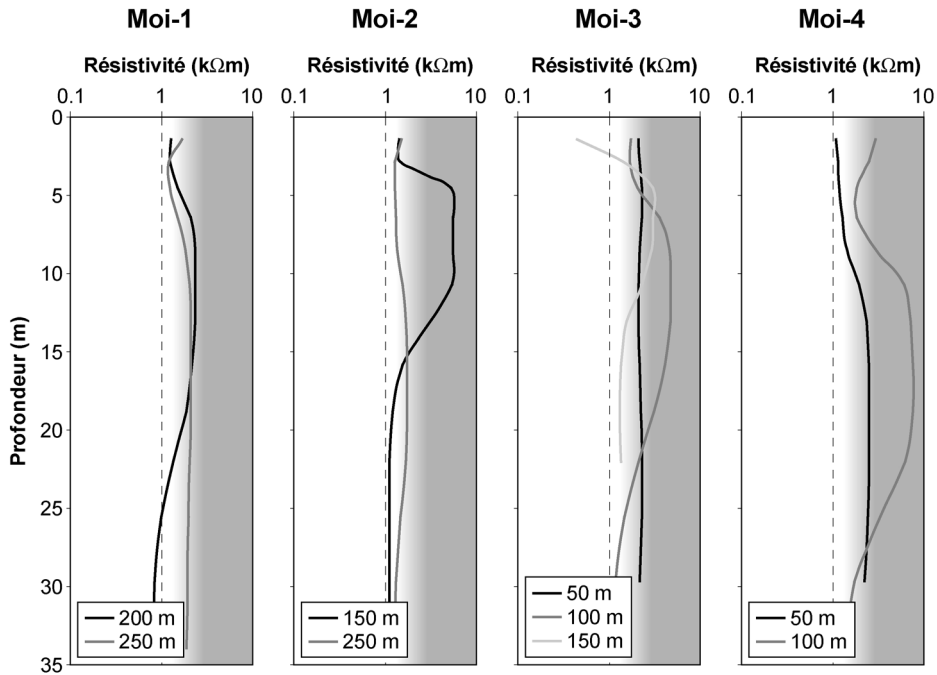 Moi-1 Moi-2 Moi-3 Moi-4
Résistivité (kΩm) Résistivité (kΩm) Résistivité (kΩm) Résistivité (kΩm)
0.1 1 10 0.1 1 10 0.1 1 10 0.1 1 10
0
5
10
15
20
25
30
35
Profondeur (m)
200 m
250 m
150 m
250 m
50 m
100 m
150 m
50 m
100 m